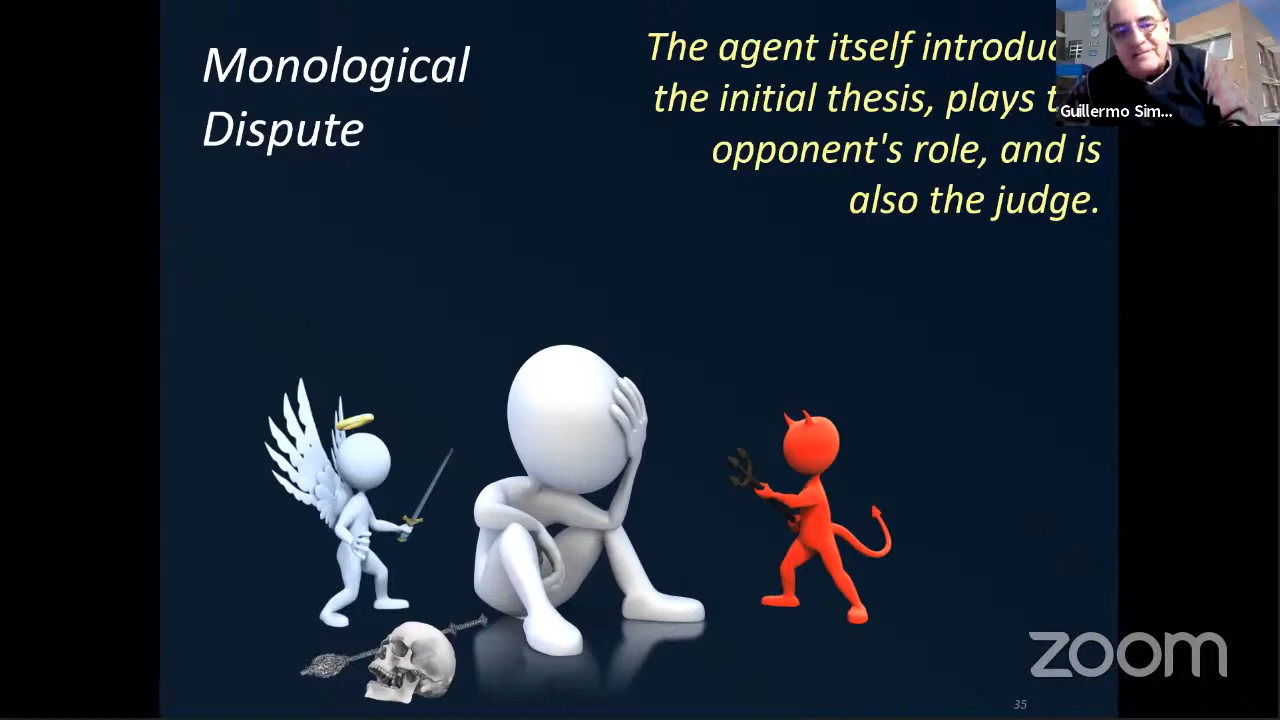 Monological
Dispute
The agent itself introduc
the initial thesis, plays t
opponent's role, and is
also the judge.
Guillermo Sim...
zoom
35